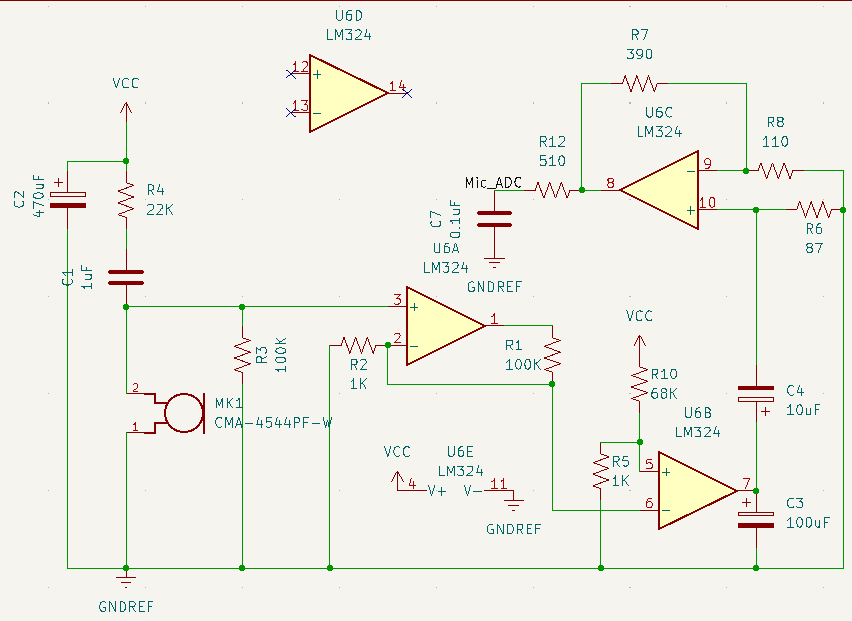 U6D
LM324
12
+
14
13
−
VCC
R7
390
U6C
LM324
R8
110
R12
510
9
−
Mic_ADC
8
10
+
R6
87
C2
470uF
+
R4
22K
C7
0.1uF
U6A
LM324
GNDREF
C1
1uF
3
+
1
2
−
R3
100K
R2
1K
R1
100K
VCC
R10
68K
2
MK1
CMA-4544PF-W
1
C4
10uF
+
U6B
LM324
VCC
U6E
LM324
4
V+
V−
11
GNDREF
R5
1K
5
+
7
6
−
+
C3
100uF
GNDREF